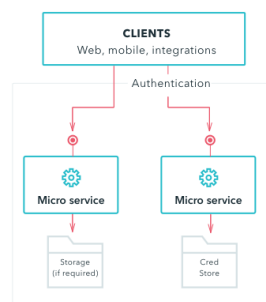 CLIENTS
Web, mobile, integrations
Authentication
Micro service
Micro service
Storage
(if required)
Cred
Store